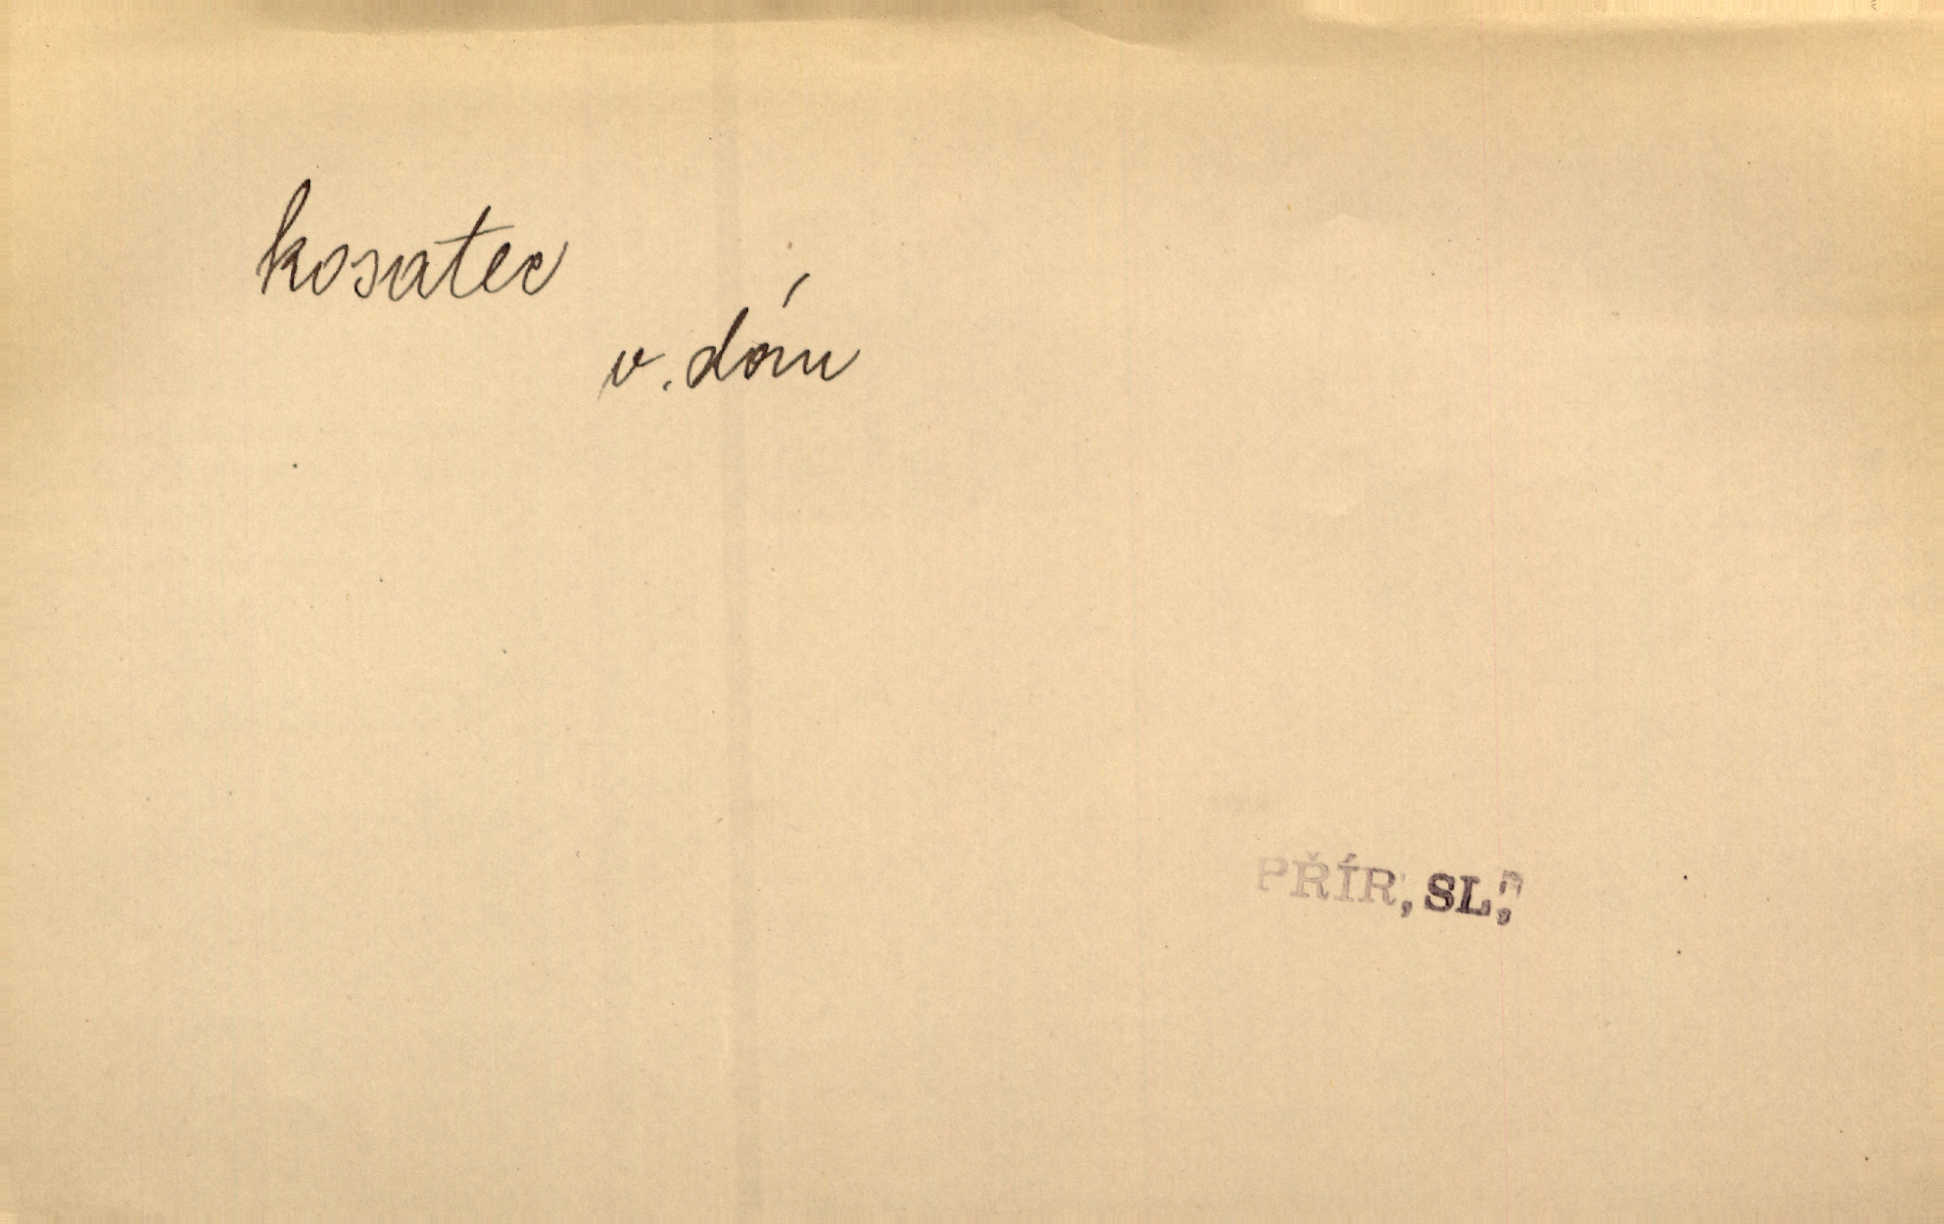 kosatec
v. dóm
PŘÍR, SL,